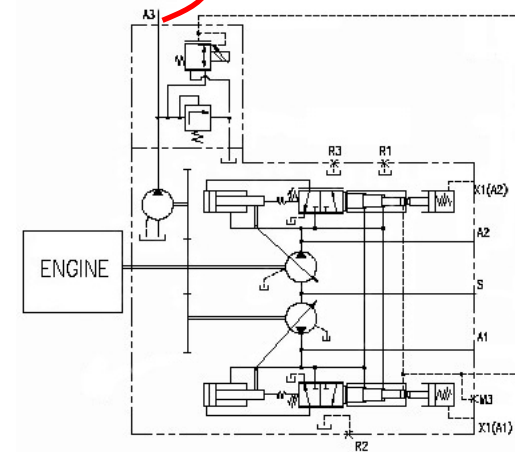 A3
R3
R1
X1(A2)
A2
ENGINE
S
A1
M3
X1(A1)
R2